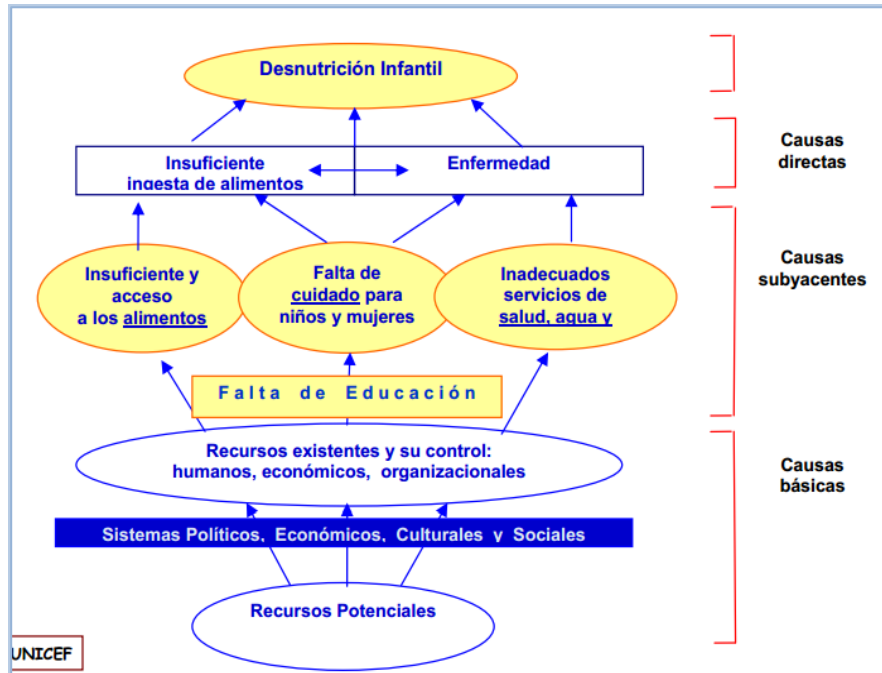 Desnutrición Infantil
Insuficiente
ingesta de alimentos
Enfermedad
Causas
directas
Insuficiente y
acceso
a los alimentos
Falta de
cuidado para
niños y mujeres
Inadecuados
servicios de
salud, agua y
Causas
subyacentes
Falta de Educación
Recursos existentes y su control:
humanos, económicos, organizacionales
Causas
básicas
Sistemas Políticos, Económicos, Culturales y Sociales
Recursos Potenciales
UNICEF